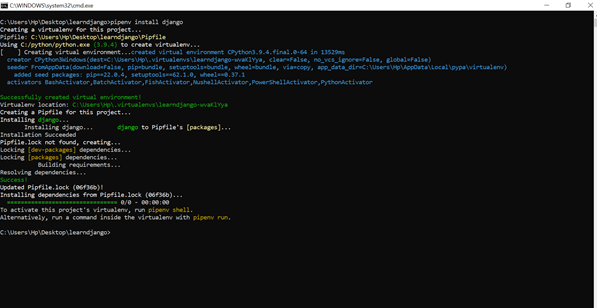 C:\WINDOWS\system32\cmd.exe
C:\Users\Hp\Desktop\learndjango>pipenv install django
Creating a virtualenv for this project...
Pipfile: C:\Users\Hp\Desktop\learndjango\Pipfile
Using C:/python/python.exe (3.9.4) to create virtualenv...
[    ] Creating virtual environment...created virtual environment CPython3.9.4.final.0-64 in 13529ms
  creator CPython3Windows(dest=C:\Users\Hp\.virtualenvs\learndjango-wvaKlYya, clear=False, no_vcs_ignore=False, global=False)
  seeder FromAppData(download=False, pip=bundle, setuptools=bundle, wheel=bundle, via=copy, app_data_dir=C:\Users\Hp\AppData\Local\pypa\virtualenv)
    added seed packages: pip==22.0.4, setuptools==62.1.0, wheel==0.37.1
  activators BashActivator,BatchActivator,FishActivator,NushellActivator,PowerShellActivator,PythonActivator
Successfully created virtual environment!
Virtualenv location: C:\Users\Hp\.virtualenvs\learndjango-wvaKlYya
Creating a Pipfile for this project...
Installing django...
Installing django... django to Pipfile's [packages]...
Installation Succeeded
Pipfile.lock not found, creating...
Locking [dev-packages] dependencies...
Locking [packages] dependencies...
Building requirements...
Resolving dependencies...
Success!
Updated Pipfile.lock (06f36b)!
Installing dependencies from Pipfile.lock (06f36b)...
================================ 0/0 - 00:00:00
To activate this project's virtualenv, run pipenv shell.
Alternatively, run a command inside the virtualenv with pipenv run.
C:\Users\Hp\Desktop\learndjango>